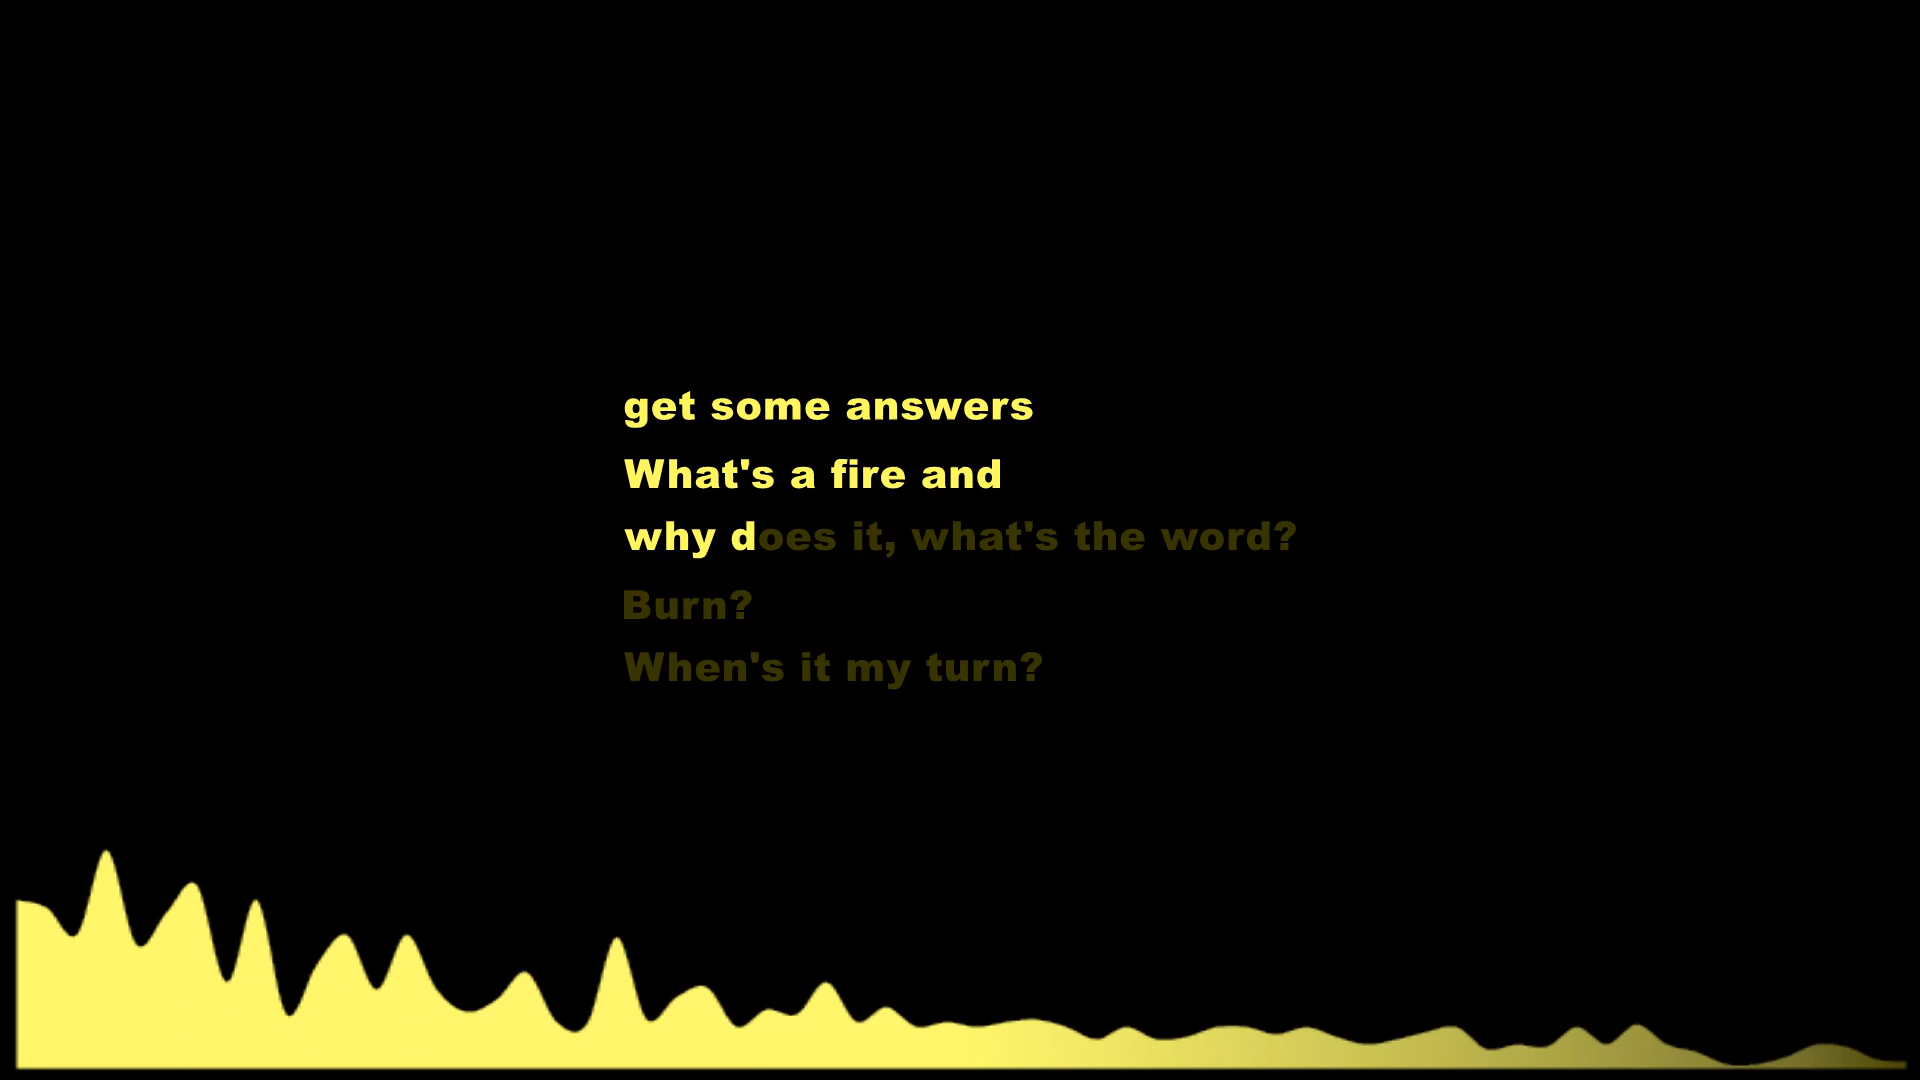 get some answers
What's a fire and
why does it, what's the word?
Burn?
When's it my turn?